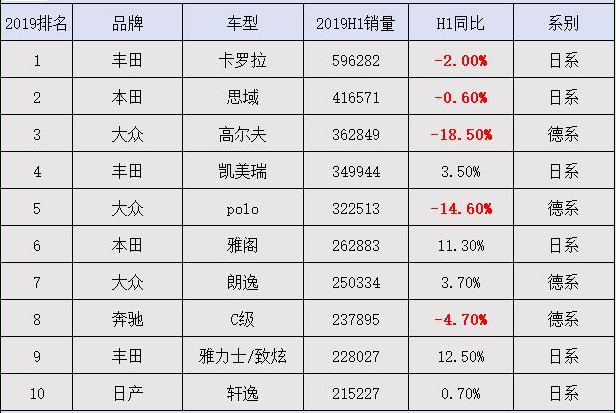 2019排名 品牌 车型 2019H1销量 H1同比 系别
1 丰田 卡罗拉 596282 -2.00% 日系
2 本田 思域 416571 -0.60% 日系
3 大众 高尔夫 362849 -18.50% 德系
4 丰田 凯美瑞 349944 3.50% 日系
5 大众 polo 322513 -14.60% 德系
6 本田 雅阁 262883 11.30% 日系
7 大众 朗逸 250334 3.70% 德系
8 奔驰 C级 237895 -4.70% 德系
9 丰田 雅力士/致炫 228027 12.50% 日系
10 日产 轩逸 215227 0.70% 日系